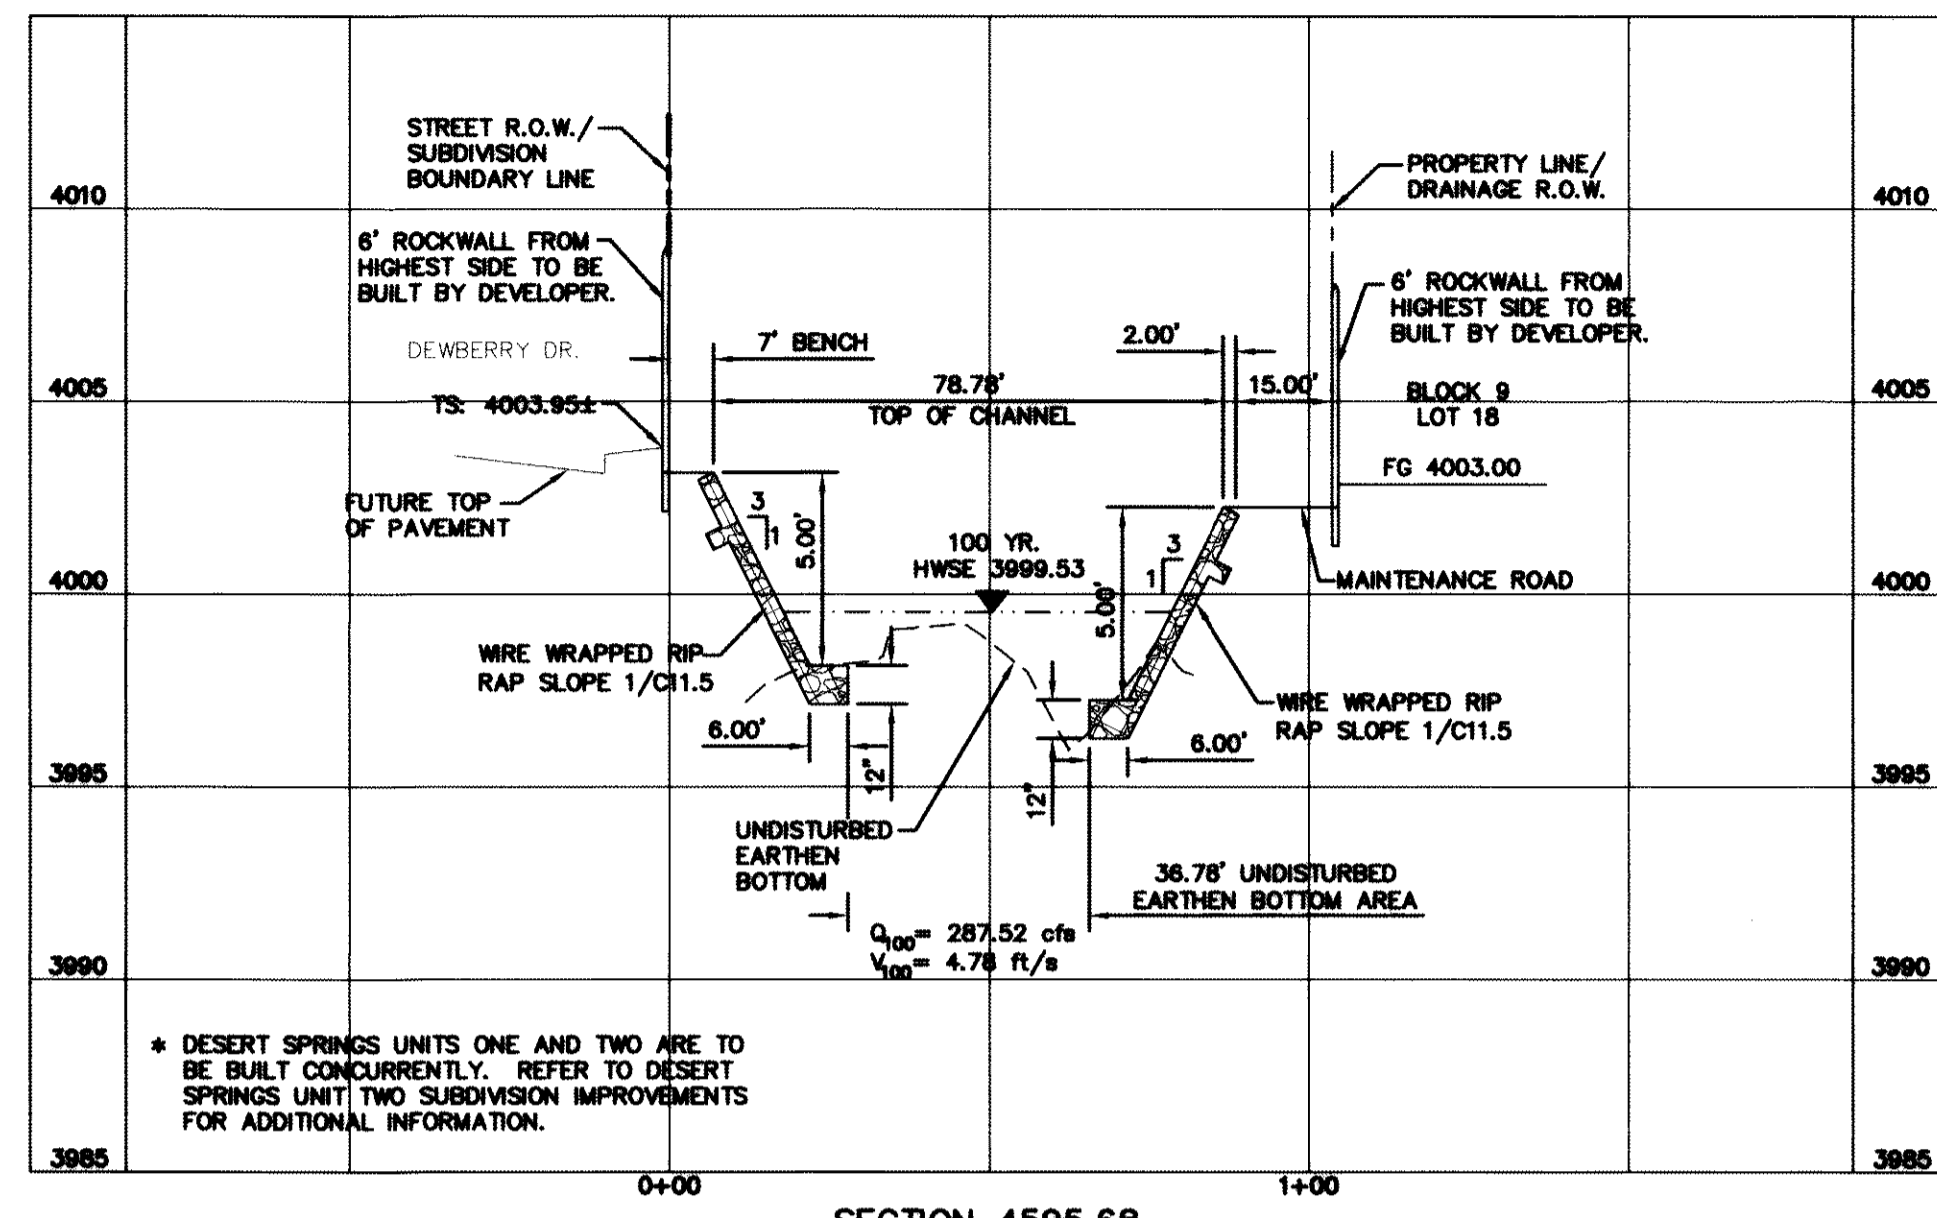 STREET R.O.W./
SUBDIVISION
BOUNDARY LINE
PROPERTY LINE/
DRAINAGE R.O.W.
4010
4010
6' ROCKWALL FROM
HIGHEST SIDE TO BE
BUILT BY DEVELOPER.
6' ROCKWALL FROM
HIGHEST SIDE TO BE
BUILT BY DEVELOPER.
DEWBERRY DR.
7' BENCH
2.00'
4005
TS: 4003.95±
78.78'
TOP OF CHANNEL
15.00'
BLOCK 9
LOT 18
4005
FG 4003.00
FUTURE TOP
OF PAVEMENT
3
1
5.00'
100 YR.
HWSE 3999.53
3
1
5.00'
4000
MAINTENANCE ROAD
4000
WIRE WRAPPED RIP
RAP SLOPE 1/C11.5
WIRE WRAPPED RIP
RAP SLOPE 1/C11.5
6.00'
12"
12"
6.00'
3995
3995
UNDISTURBED
EARTHEN
BOTTOM
36.78' UNDISTURBED
EARTHEN BOTTOM AREA
Q100= 287.52 cfs
V100= 4.78 ft/s
3990
3990
* DESERT SPRINGS UNITS ONE AND TWO ARE TO
BE BUILT CONCURRENTLY. REFER TO DESERT
SPRINGS UNIT TWO SUBDIVISION IMPROVEMENTS
FOR ADDITIONAL INFORMATION.
3985
3985
0+00
1+00
SECTION 4595.68